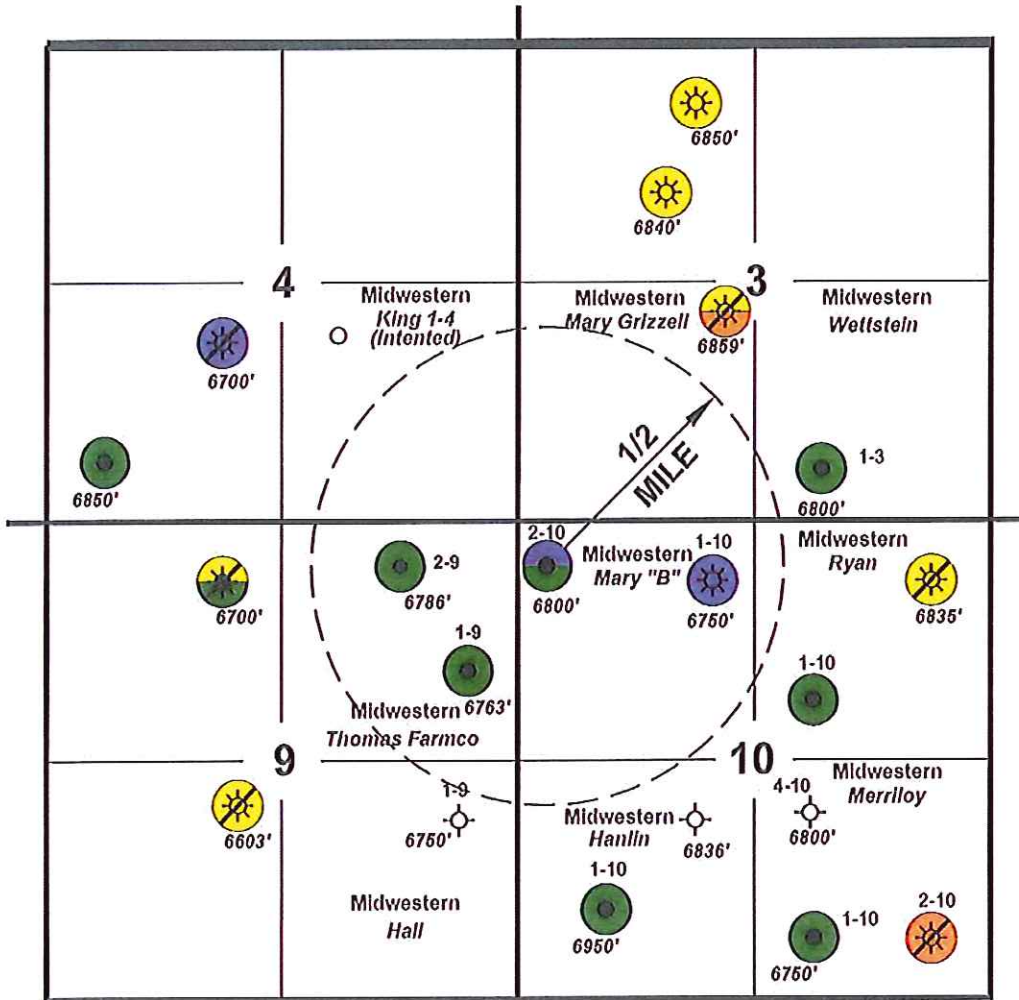 6850'
6840'
4
3
Midwestern
King 1-4
(Intented)
Midwestern
Mary Grizzell
6859'
Midwestern
Wettstein
6700'
6850'
1/2
MILE
1-3
6800'
6700'
2-9
6786'
2-10
6800'
Midwestern
Mary "B"
1-10
6750'
Midwestern
Ryan
6835'
1-9
6763'
Midwestern
Thomas Farmco
1-10
9
10
6603'
1-9
6750'
Midwestern
Hanlin
6836'
4-10
6800'
Midwestern
Merriloy
Midwestern
Hall
1-10
6950'
1-10
6750'
2-10